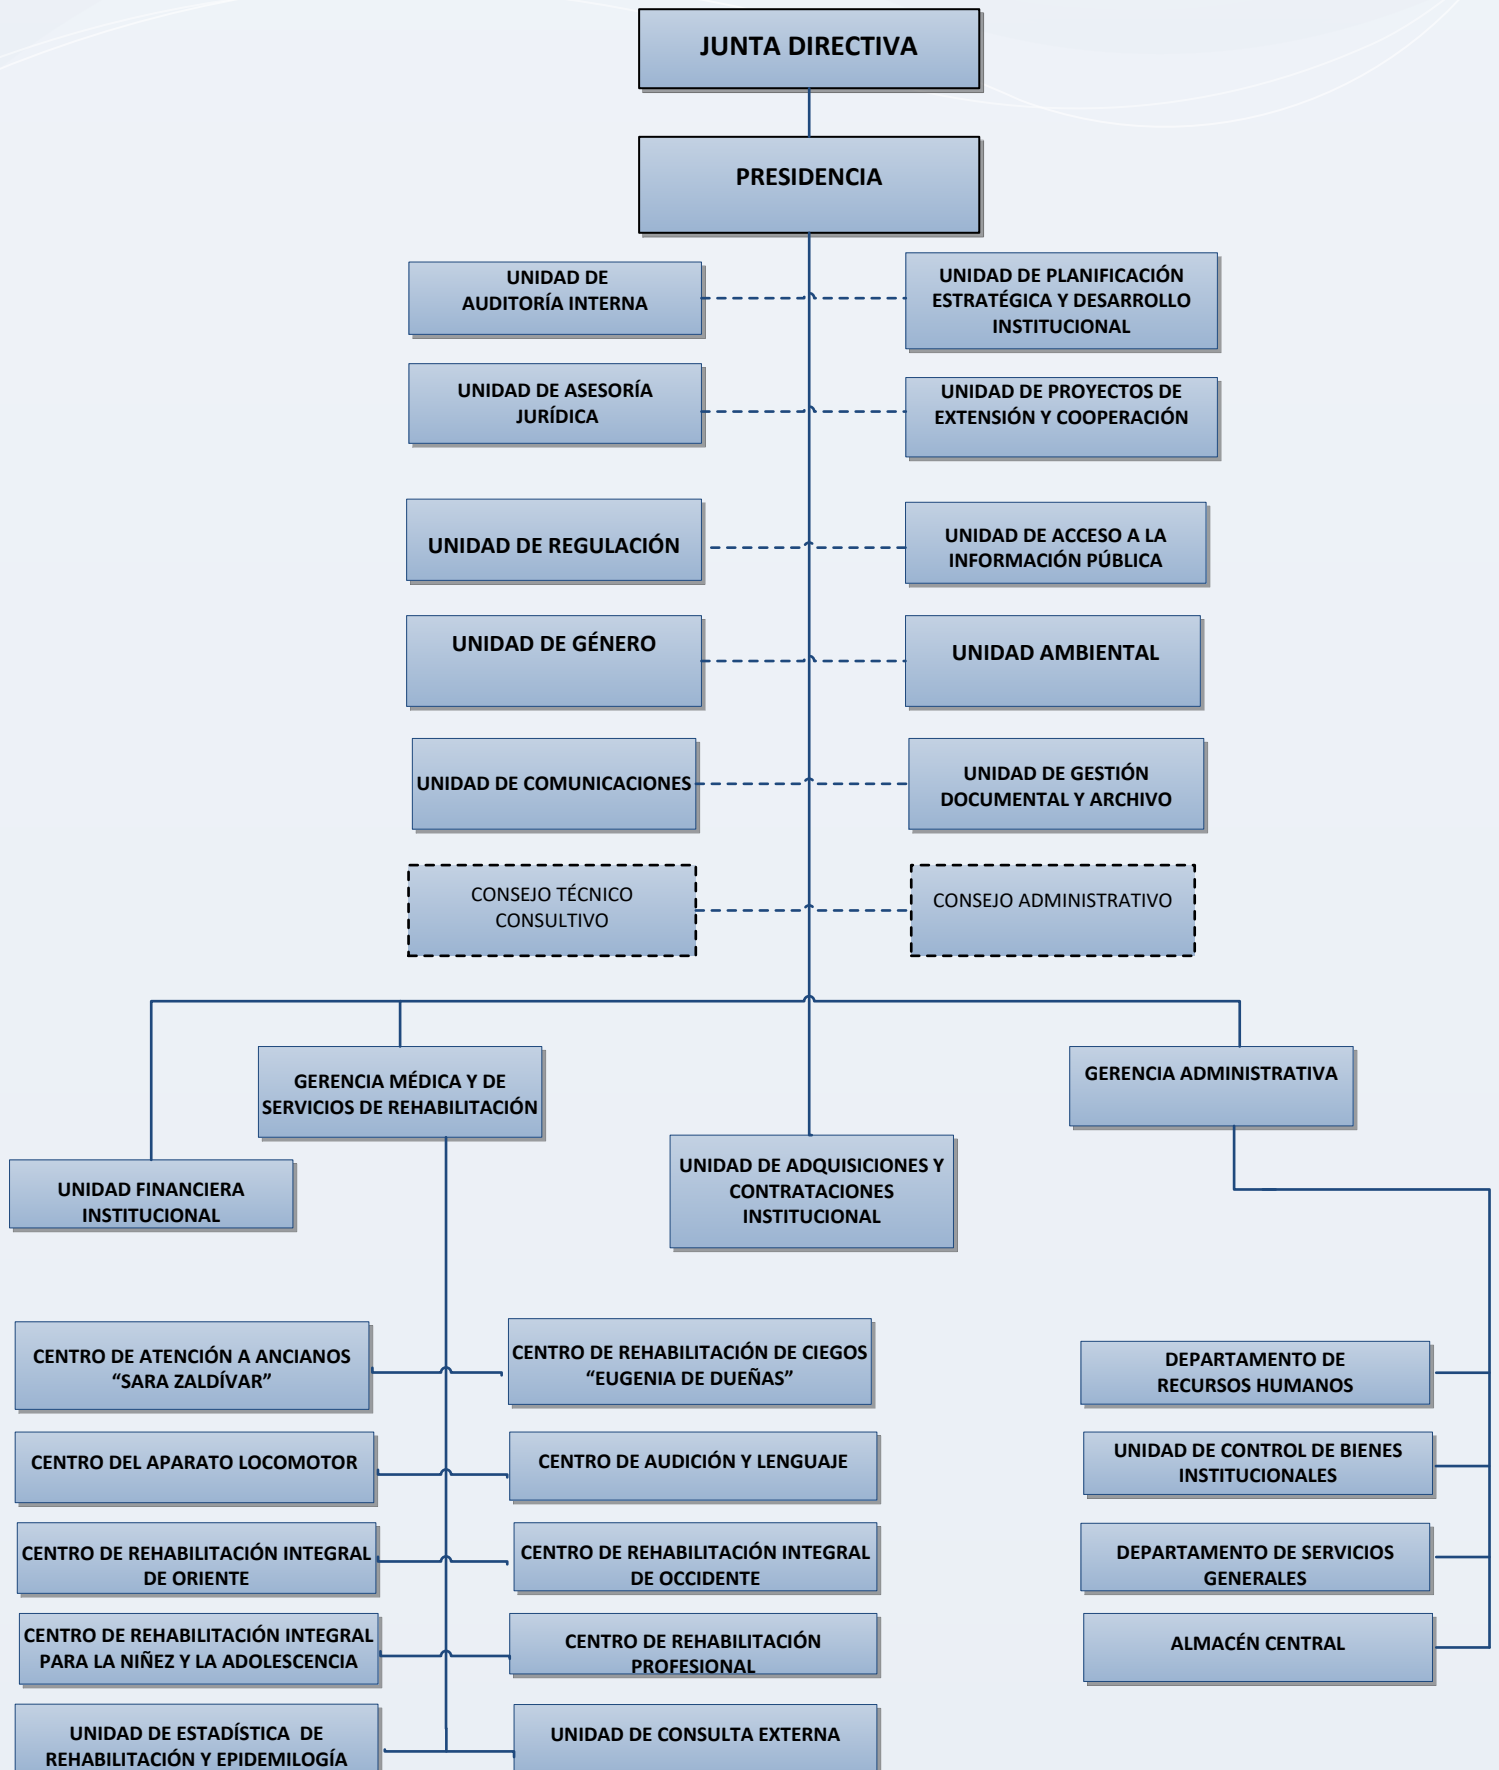 JUNTA DIRECTIVA
PRESIDENCIA
UNIDAD DE
AUDITORÍA INTERNA
UNIDAD DE PLANIFICACIÓN
ESTRATÉGICA Y DESARROLLO
INSTITUCIONAL
UNIDAD DE ASESORÍA
JURÍDICA
UNIDAD DE PROYECTOS DE
EXTENSIÓN Y COOPERACIÓN
UNIDAD DE REGULACIÓN
UNIDAD DE ACCESO A LA
INFORMACIÓN PÚBLICA
UNIDAD DE GÉNERO
UNIDAD AMBIENTAL
UNIDAD DE COMUNICACIONES
UNIDAD DE GESTIÓN
DOCUMENTAL Y ARCHIVO
CONSEJO TÉCNICO
CONSULTIVO
CONSEJO ADMINISTRATIVO
GERENCIA MÉDICA Y DE
SERVICIOS DE REHABILITACIÓN
GERENCIA ADMINISTRATIVA
UNIDAD FINANCIERA
INSTITUCIONAL
UNIDAD DE ADQUISICIONES Y
CONTRATACIONES
INSTITUCIONAL
CENTRO DE ATENCIÓN A ANCIANOS
“SARA ZALDÍVAR”
CENTRO DE REHABILITACIÓN DE CIEGOS
“EUGENIA DE DUEÑAS”
DEPARTAMENTO DE
RECURSOS HUMANOS
CENTRO DEL APARATO LOCOMOTOR
CENTRO DE AUDICIÓN Y LENGUAJE
UNIDAD DE CONTROL DE BIENES
INSTITUCIONALES
CENTRO DE REHABILITACIÓN INTEGRAL
DE ORIENTE
CENTRO DE REHABILITACIÓN INTEGRAL
DE OCCIDENTE
DEPARTAMENTO DE SERVICIOS
GENERALES
CENTRO DE REHABILITACIÓN INTEGRAL
PARA LA NIÑEZ Y LA ADOLESCENCIA
CENTRO DE REHABILITACIÓN
PROFESIONAL
ALMACÉN CENTRAL
UNIDAD DE ESTADÍSTICA DE
REHABILITACIÓN Y EPIDEMILOGÍA
UNIDAD DE CONSULTA EXTERNA